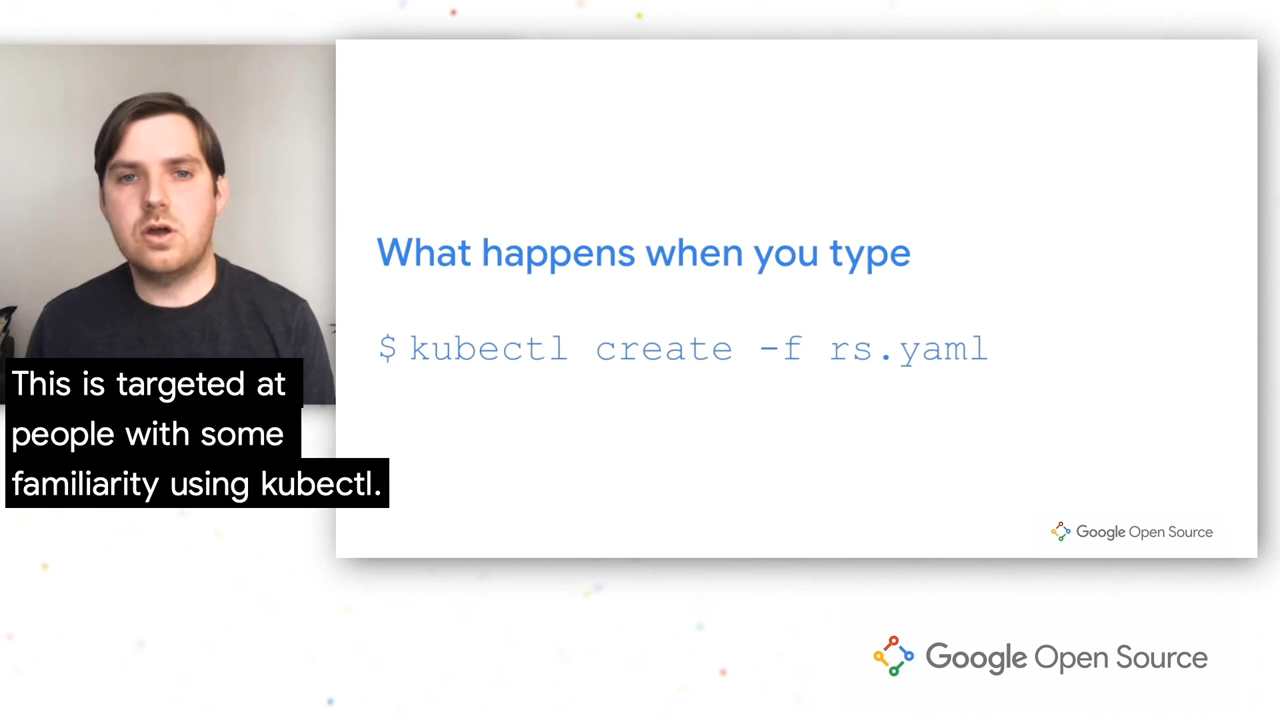 What happens when you type
$ kubectl create -f rs.yaml
This is targeted at
people with some
familiarity using kubectl.
Google Open Source
Google Open Source